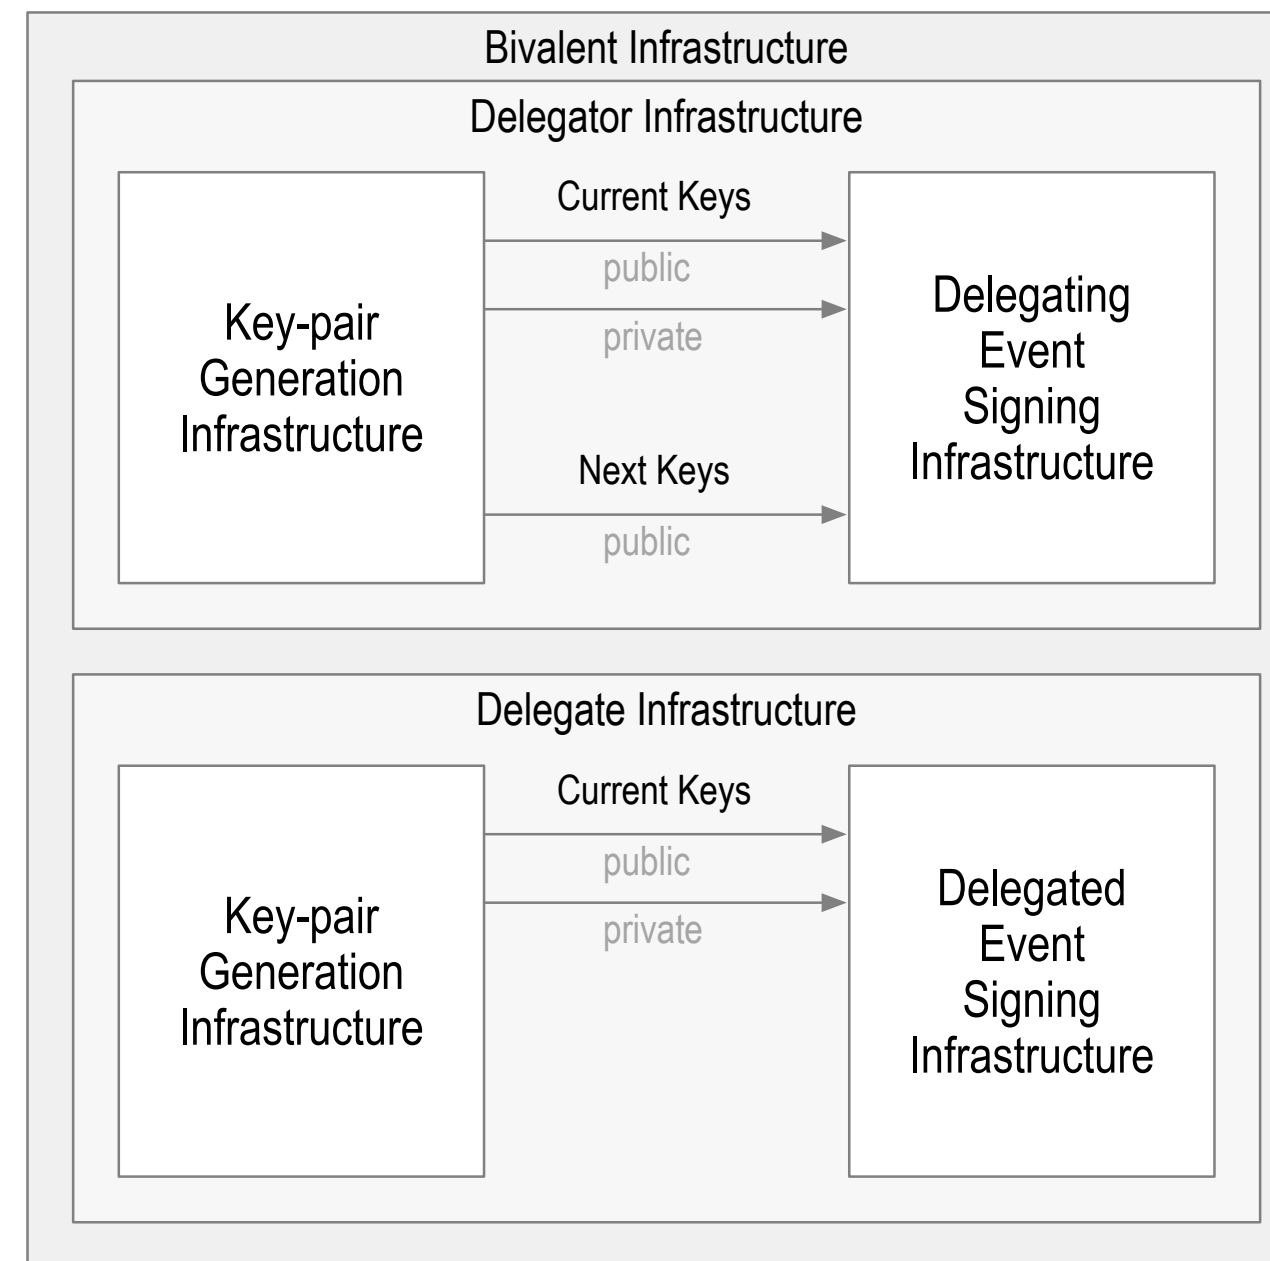 Bivalent Infrastructure
Delegator Infrastructure
Key-pair
Generation
Infrastructure
Current Keys
public
private
Next Keys
public
Delegating
Event
Signing
Infrastructure
Delegate Infrastructure
Key-pair
Generation
Infrastructure
Current Keys
public
private
Delegated
Event
Signing
Infrastructure